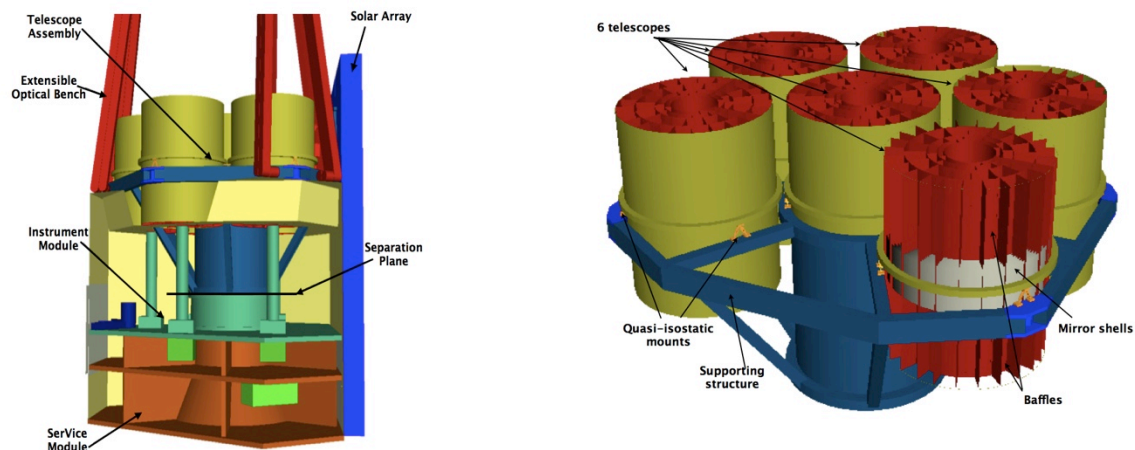 Telescope
Assembly
Solar Array
Extensible
Optical Bench
Instrument
Module
Separation
Plane
SerVice
Module
6 telescopes
Quasi-isostatic
mounts
Mirror shells
Supporting
structure
Baffles